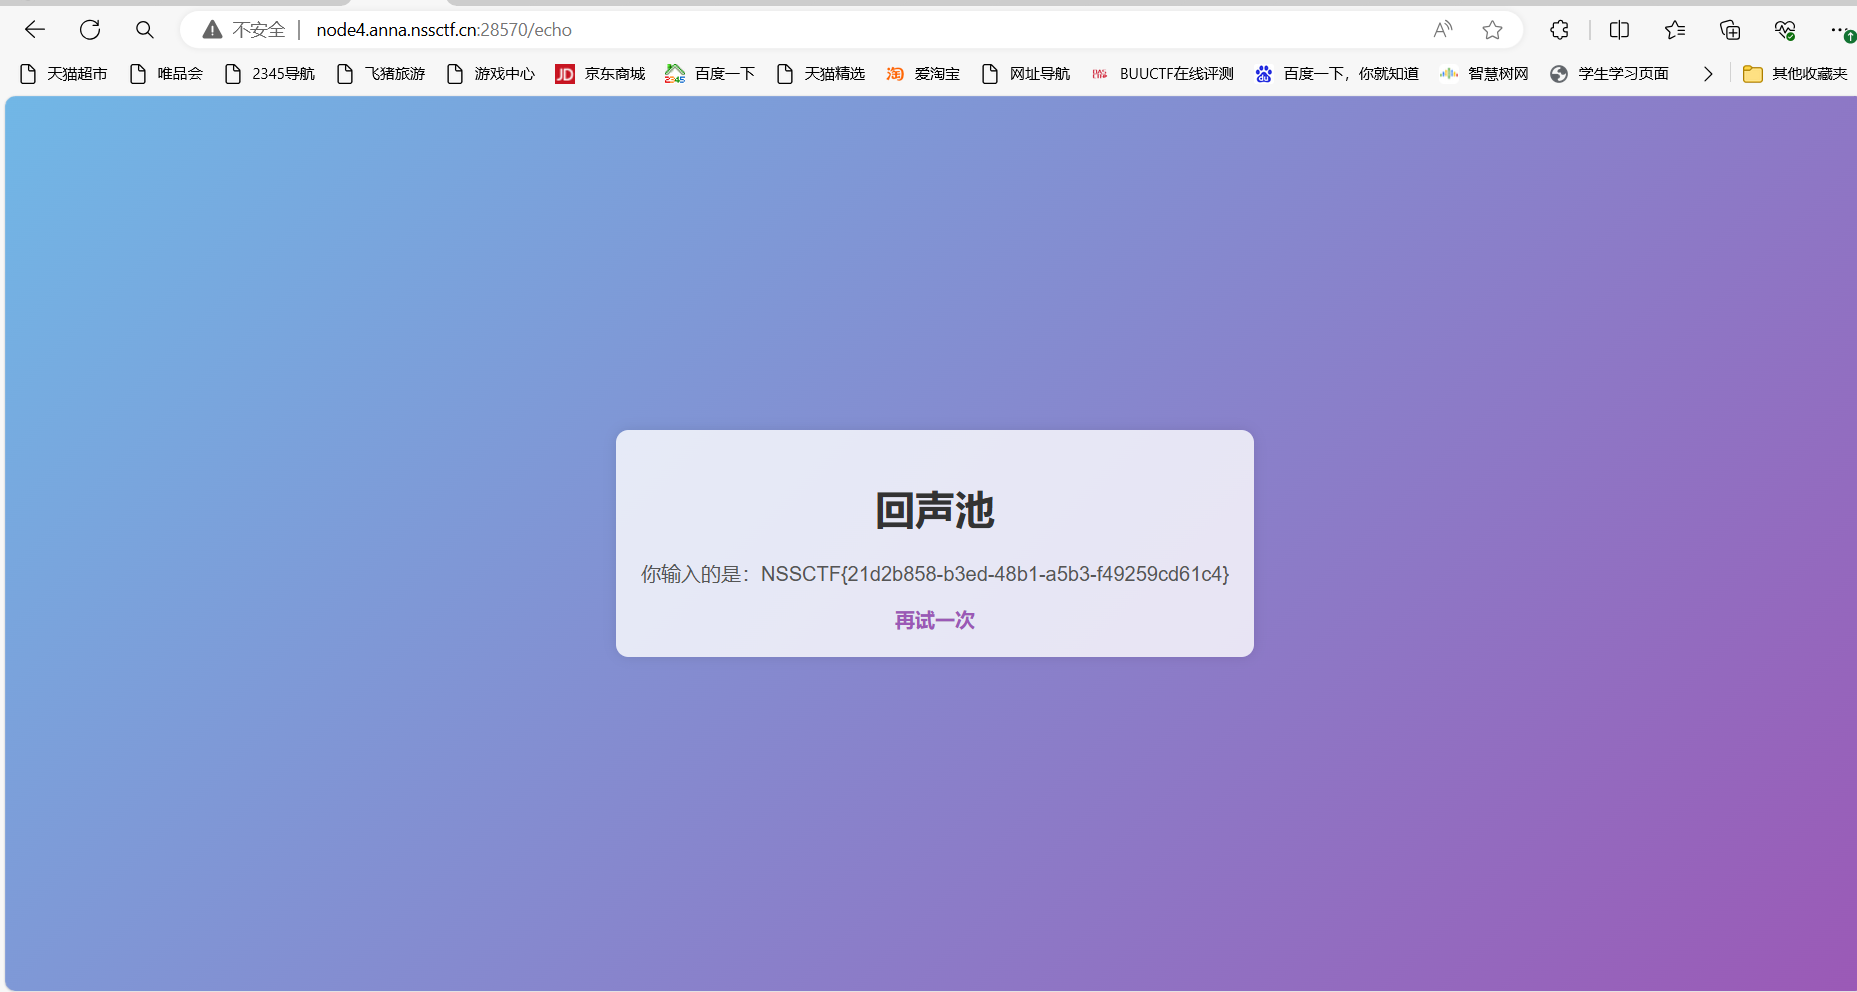 不安全 node4.anna.nssctf.cn:28570/echo
天猫超市 唯品会 2345导航 飞猪旅游 游戏中心 JD 京东商城 2345 百度一下 天猫精选 淘 爱淘宝 网址导航 BUUCTF在线评测 du 百度一下，你就知道 智慧树网 学生学习页面 其他收藏夹
回声池
你输入的是：NSSCTF{21d2b858-b3ed-48b1-a5b3-f49259cd61c4}
再试一次